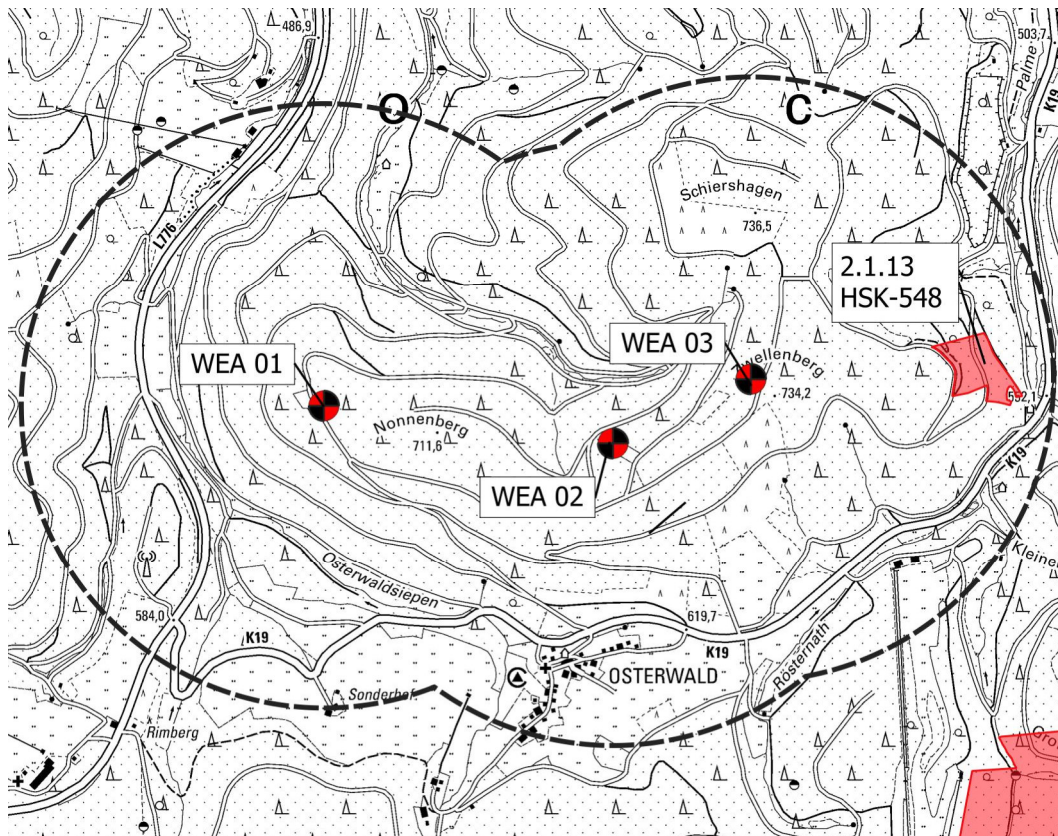 486,9
503,7
Palme
K19
O
C
L776
Schiershagen
736,5
2.1.13
HSK-548
WEA 01
WEA 03
734,2
Nonnenberg
711,6
WEA 02
K19
Osterwaldsiepen
Kleine
584,0
K19
619,7
K19
OSTERWALD
Rösternath
Sonderhof
Rimberg
Gro